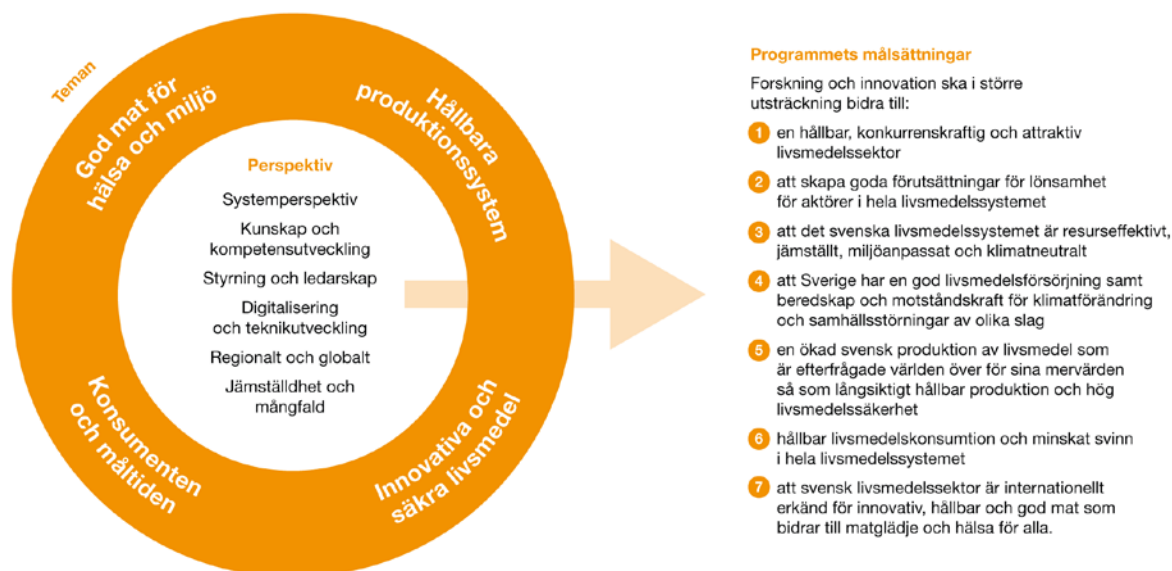 Teman
God mat för
hälsa och miljö
Hållbara
produktionssystem
Konsumenten
och måltiden
Innovativa och
säkra livsmedel
Perspektiv
Systemperspektiv
Kunskap och
kompetensutveckling
Styrning och ledarskap
Digitalisering
och teknikutveckling
Regionalt och globalt
Jämställdhet och
mångfald
Programmets målsättningar
Forskning och innovation ska i större
utsträckning bidra till:
1 en hållbar, konkurrenskraftig och attraktiv
livsmedelssektor
2 att skapa goda förutsättningar för lönsamhet
för aktörer i hela livsmedelssystemet
3 att det svenska livsmedelssystemet är resurseffektivt,
jämställt, miljöanpassat och klimatneutralt
4 att Sverige har en god livsmedelsförsörjning samt
beredskap och motståndskraft för klimatförändring
och samhällsstörningar av olika slag
5 en ökad svensk produktion av livsmedel som
är efterfrågade världen över för sina mervärden
så som långsiktigt hållbar produktion och hög
livsmedelssäkerhet
6 hållbar livsmedelskonsumtion och minskat svinn
i hela livsmedelssystemet
7 att svensk livsmedelssektor är internationellt
erkänd för innovativ, hållbar och god mat som
bidrar till matglädje och hälsa för alla.